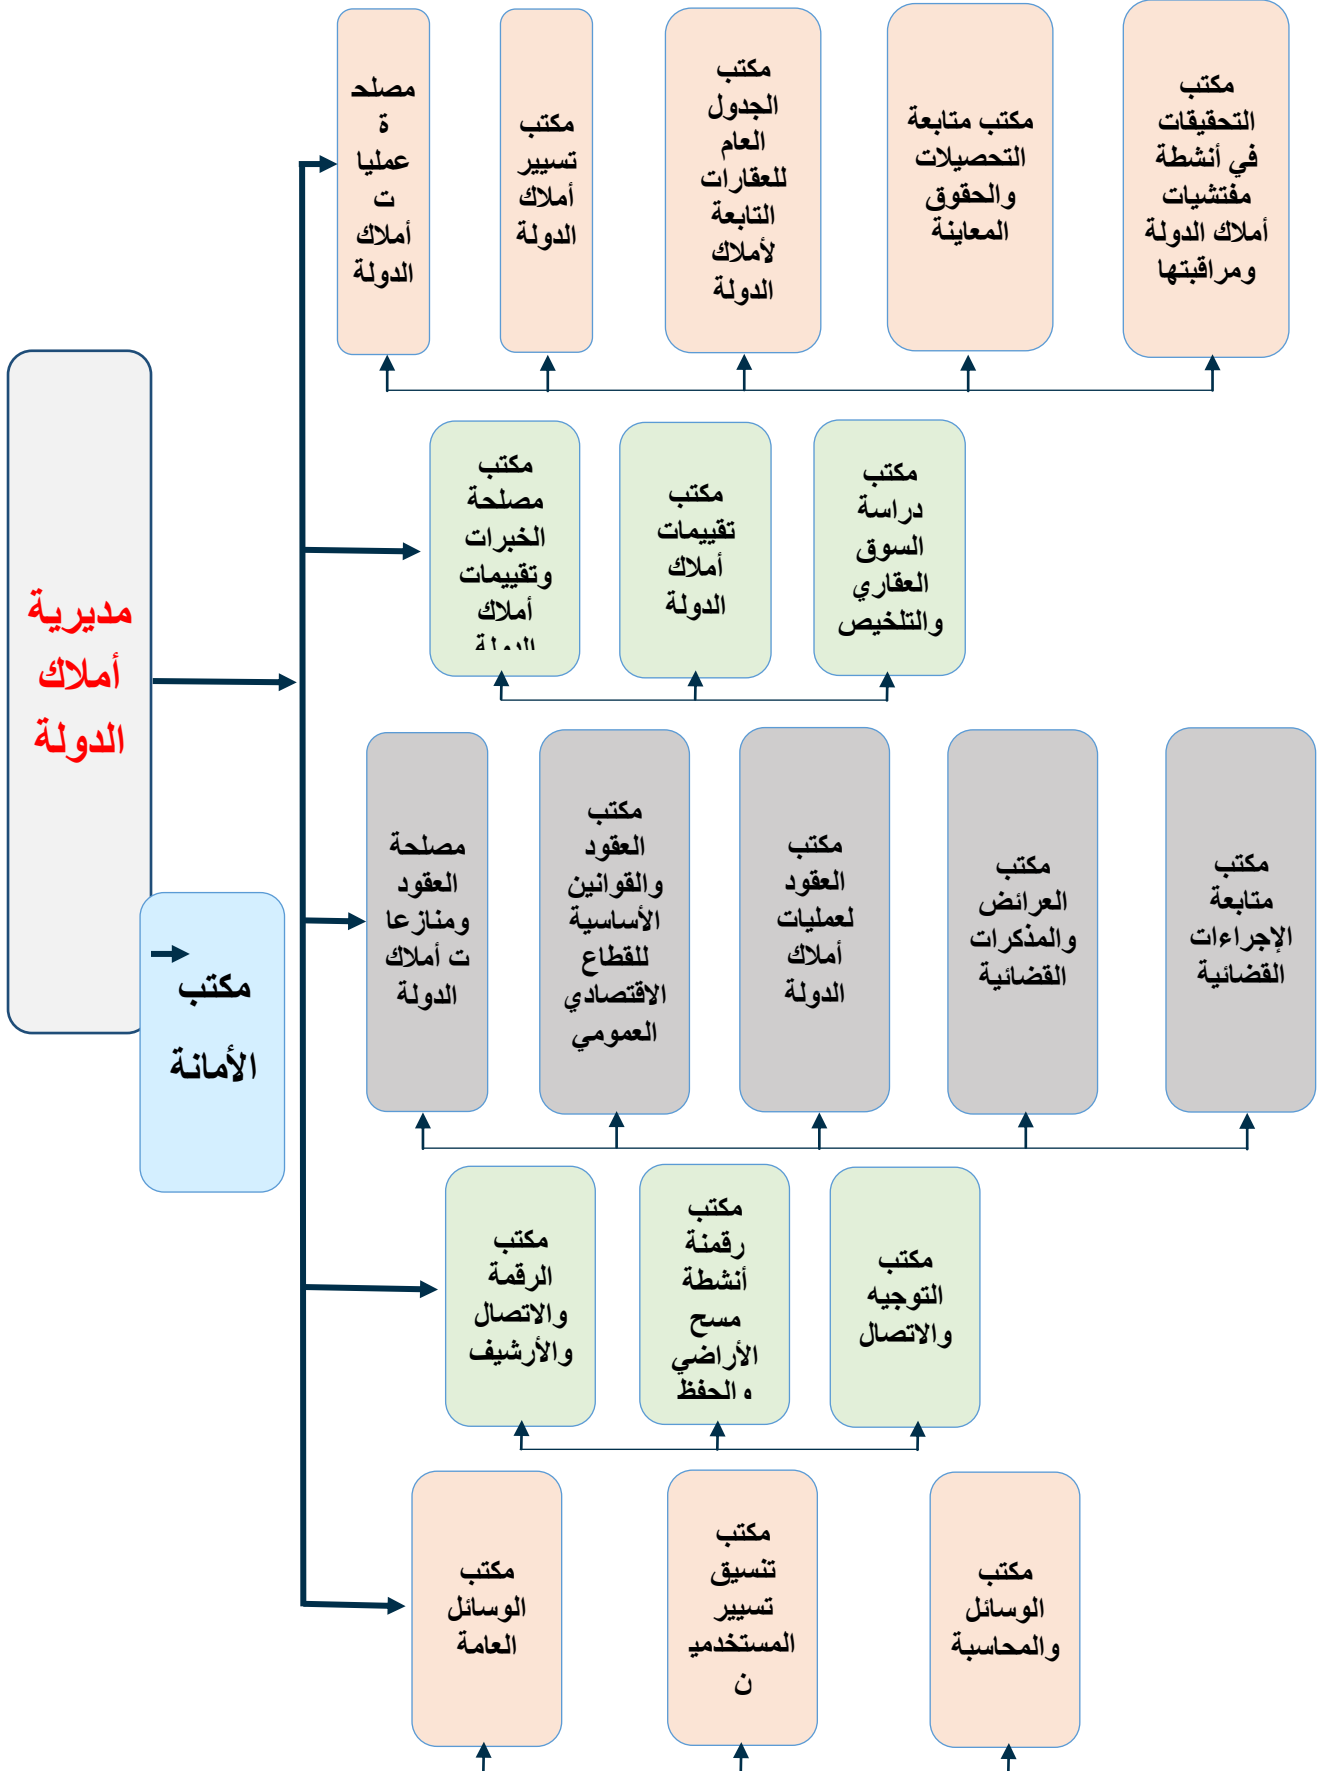 مديرية
أملاك
الدولة
مكتب
الأمانة
مصلحـ
ة
عمليا
ت
أملاك
الدولة
مكتب
تسيير
أملاك
الدولة
مكتب
الجدول
العام
للعقارات
التابعة
لأملاك
الدولة
مكتب متابعة
التحصيلات
والحقوق
المعاينة
مكتب
التحقيقات
في أنشطة
مفتشيات
أملاك الدولة
ومراقبتها
مكتب
مصلحة
الخبرات
وتقييمات
أملاك
الدولة
مكتب
تقييمات
أملاك
الدولة
مكتب
دراسة
السوق
العقاري
والتلخيص
مصلحة
العقود
ومنازعا
ت أملاك
الدولة
مكتب
العقود
والقوانين
الأساسية
للقطاع
الاقتصادي
العمومي
مكتب
العقود
لعمليات
أملاك
الدولة
مكتب
العرائض
والمذكرات
القضائية
مكتب
متابعة
الإجراءات
القضائية
مكتب
الرقمة
والاتصال
والأرشيف
مكتب
رقمنة
أنشطة
مسح
الأراضي
والحفظ
مكتب
التوجيه
والاتصال
مكتب
الوسائل
العامة
مكتب
تنسيق
تسيير
المستخدميـ
ن
مكتب
الوسائل
والمحاسبة